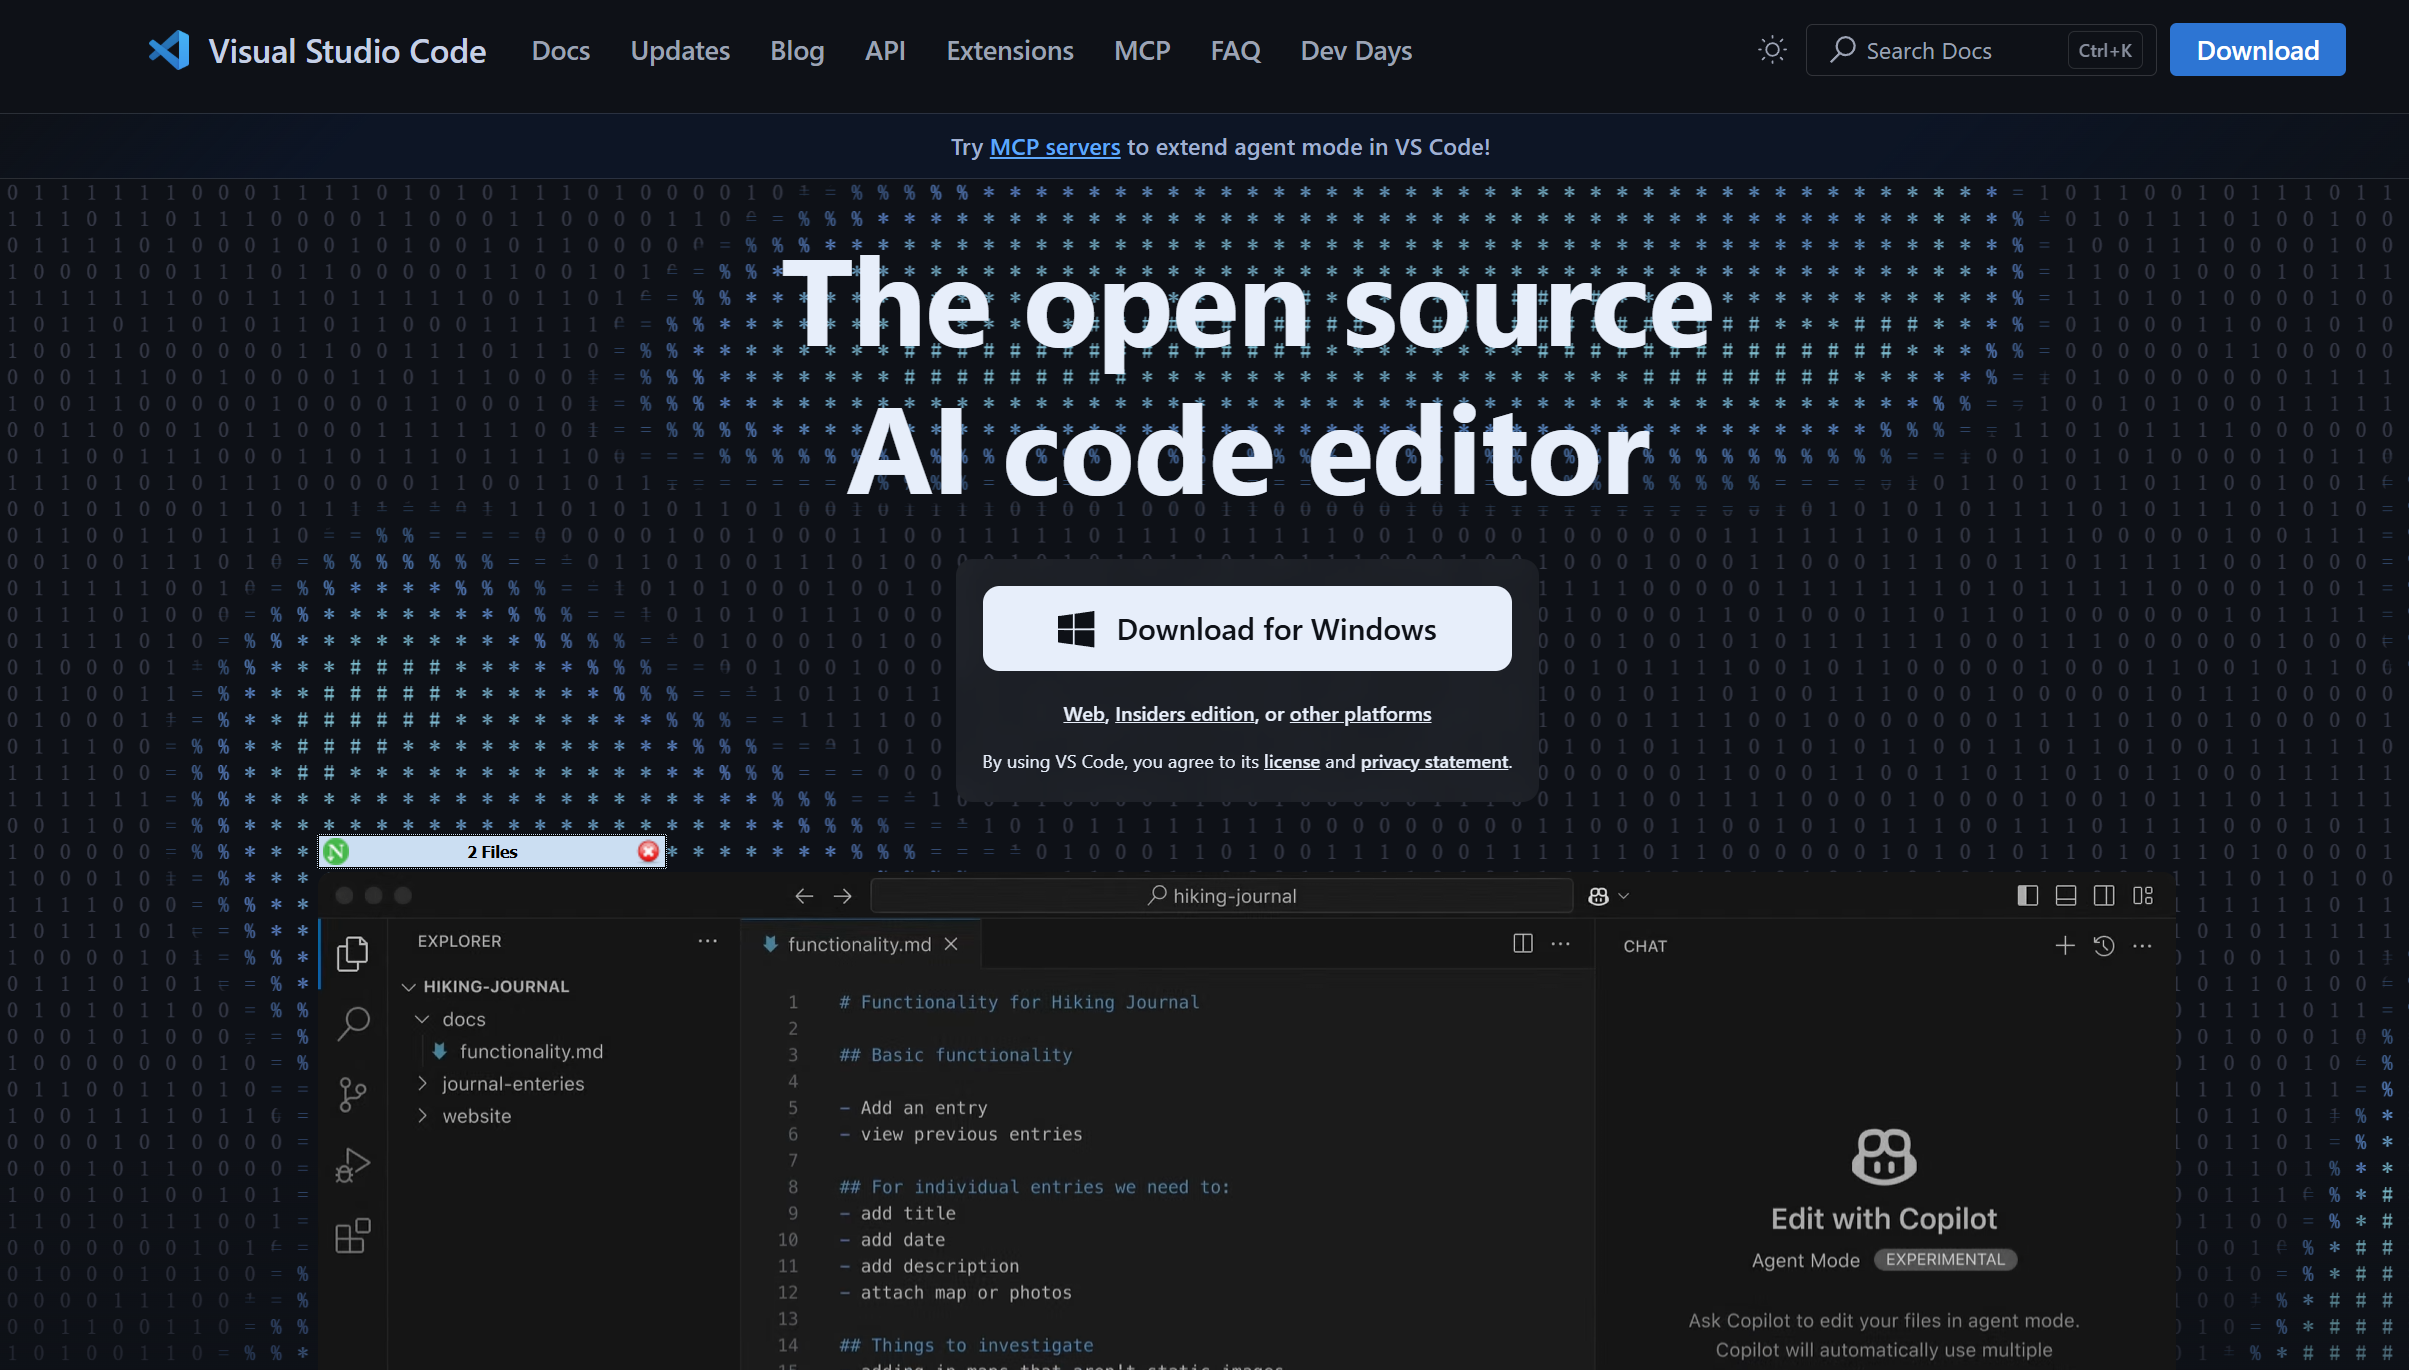 Visual Studio Code Docs Updates Blog API Extensions MCP FAQ Dev Days Search Docs Ctrl+K Download
Try MCP servers to extend agent mode in VS Code!
The open source
AI code editor
Download for Windows
Web, Insiders edition, or other platforms
By using VS Code, you agree to its license and privacy statement.
2 Files
hiking-journal
EXPLORER
HIKING-JOURNAL
docs
functionality.md
journal-enteries
website
functionality.md
1 # Functionality for Hiking Journal
2
3 ## Basic functionality
4
5 - Add an entry
6 - view previous entries
7
8 ## For individual entries we need to:
9 - add title
10 - add date
11 - add description
12 - attach map or photos
13
14 ## Things to investigate
15 - adding in maps that aren't static images
CHAT
Edit with Copilot
Agent Mode EXPERIMENTAL
Ask Copilot to edit your files in agent mode.
Copilot will automatically use multiple